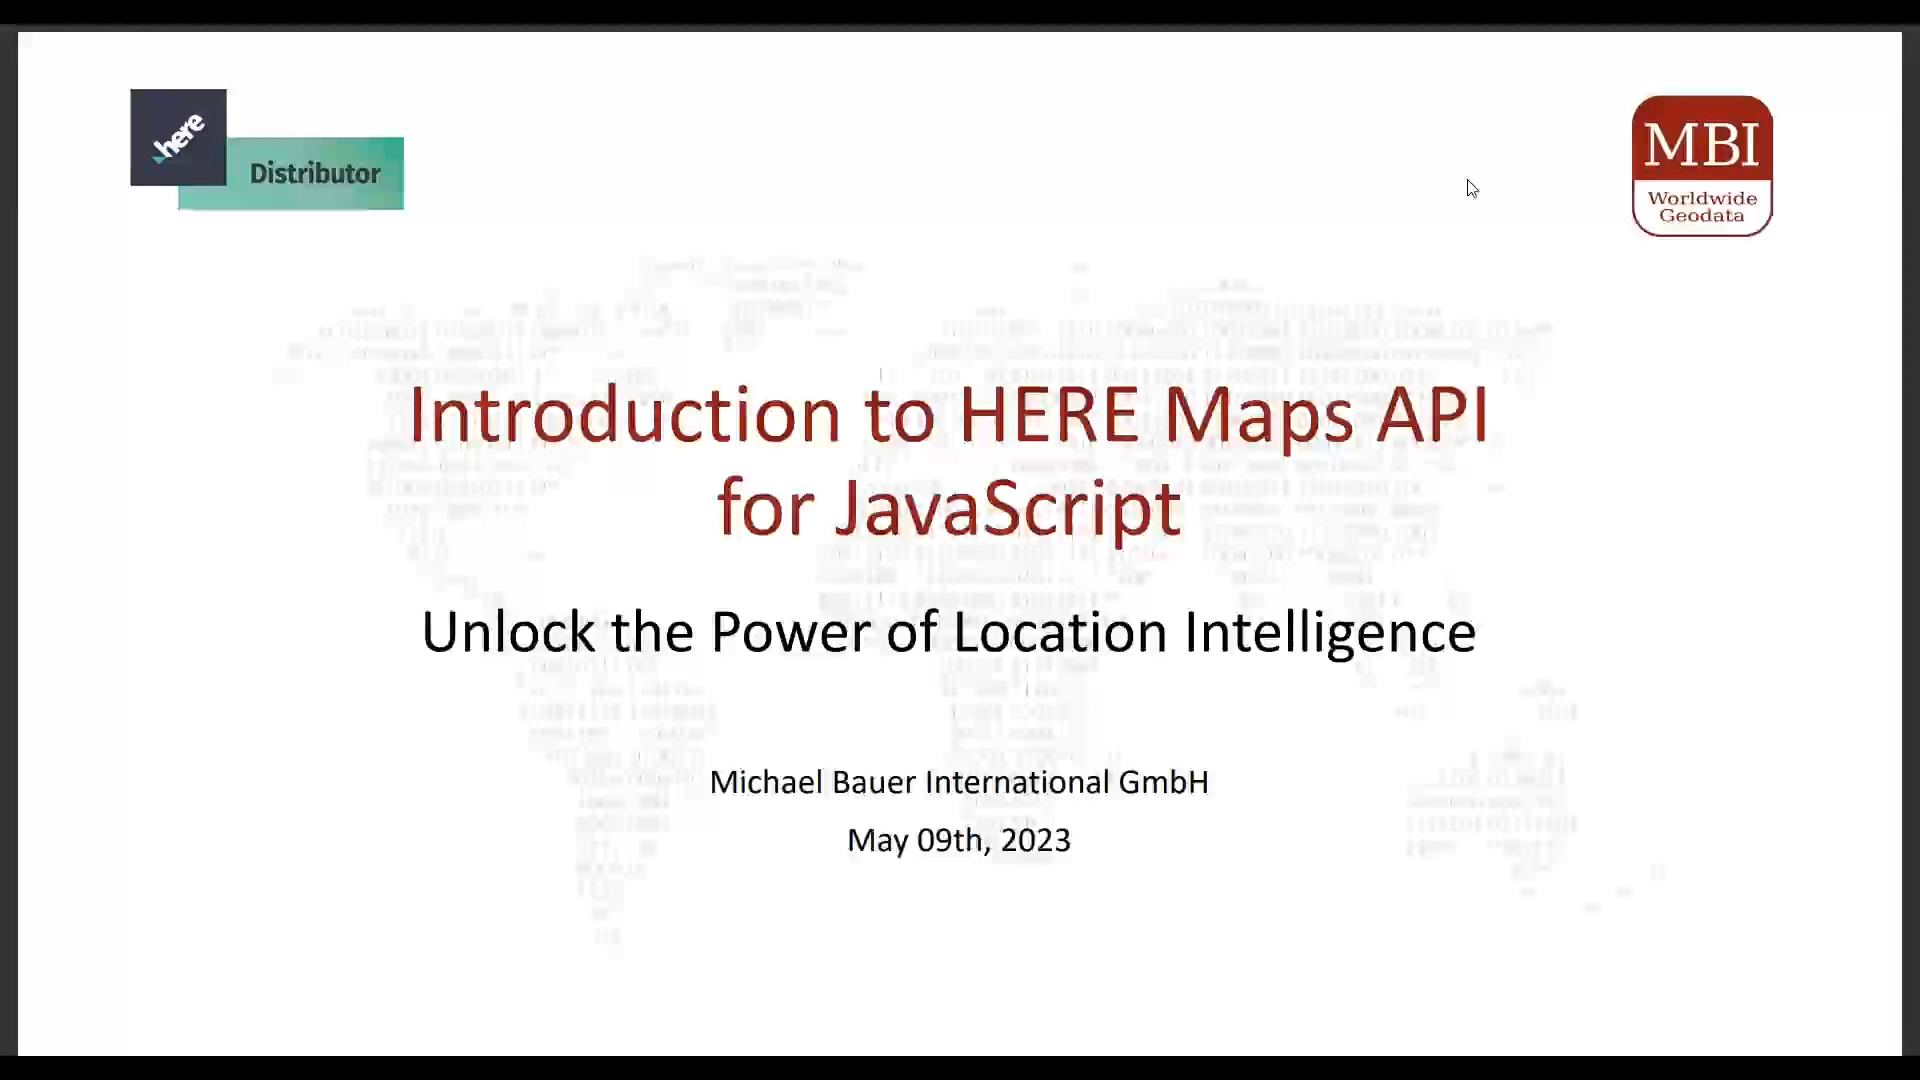 here
Distributor
MBI
Worldwide
Geodata
Introduction to HERE Maps API
for JavaScript
Unlock the Power of Location Intelligence
Michael Bauer International GmbH
May 09th, 2023